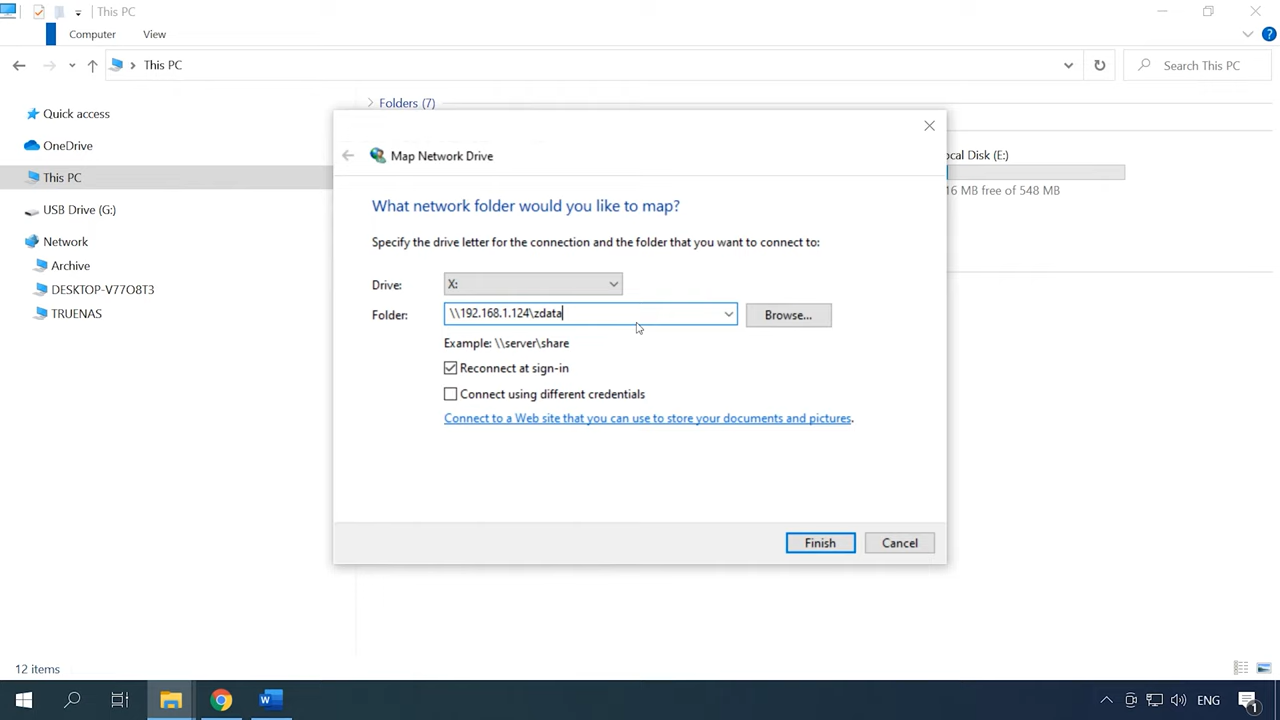 This PC
Computer View
This PC Search This PC
Folders (7)
Quick access
OneDrive
This PC
USB Drive (G:)
Network
Archive
DESKTOP-V77O8T3
TRUENAS
ocal Disk (E:)
16 MB free of 548 MB
Map Network Drive
What network folder would you like to map?
Specify the drive letter for the connection and the folder that you want to connect to:
Drive: X:
Folder: \\192.168.1.124\zdata Browse...
Example: \\server\share
Reconnect at sign-in
Connect using different credentials
Connect to a Web site that you can use to store your documents and pictures.
Finish Cancel
12 items
W ENG 1